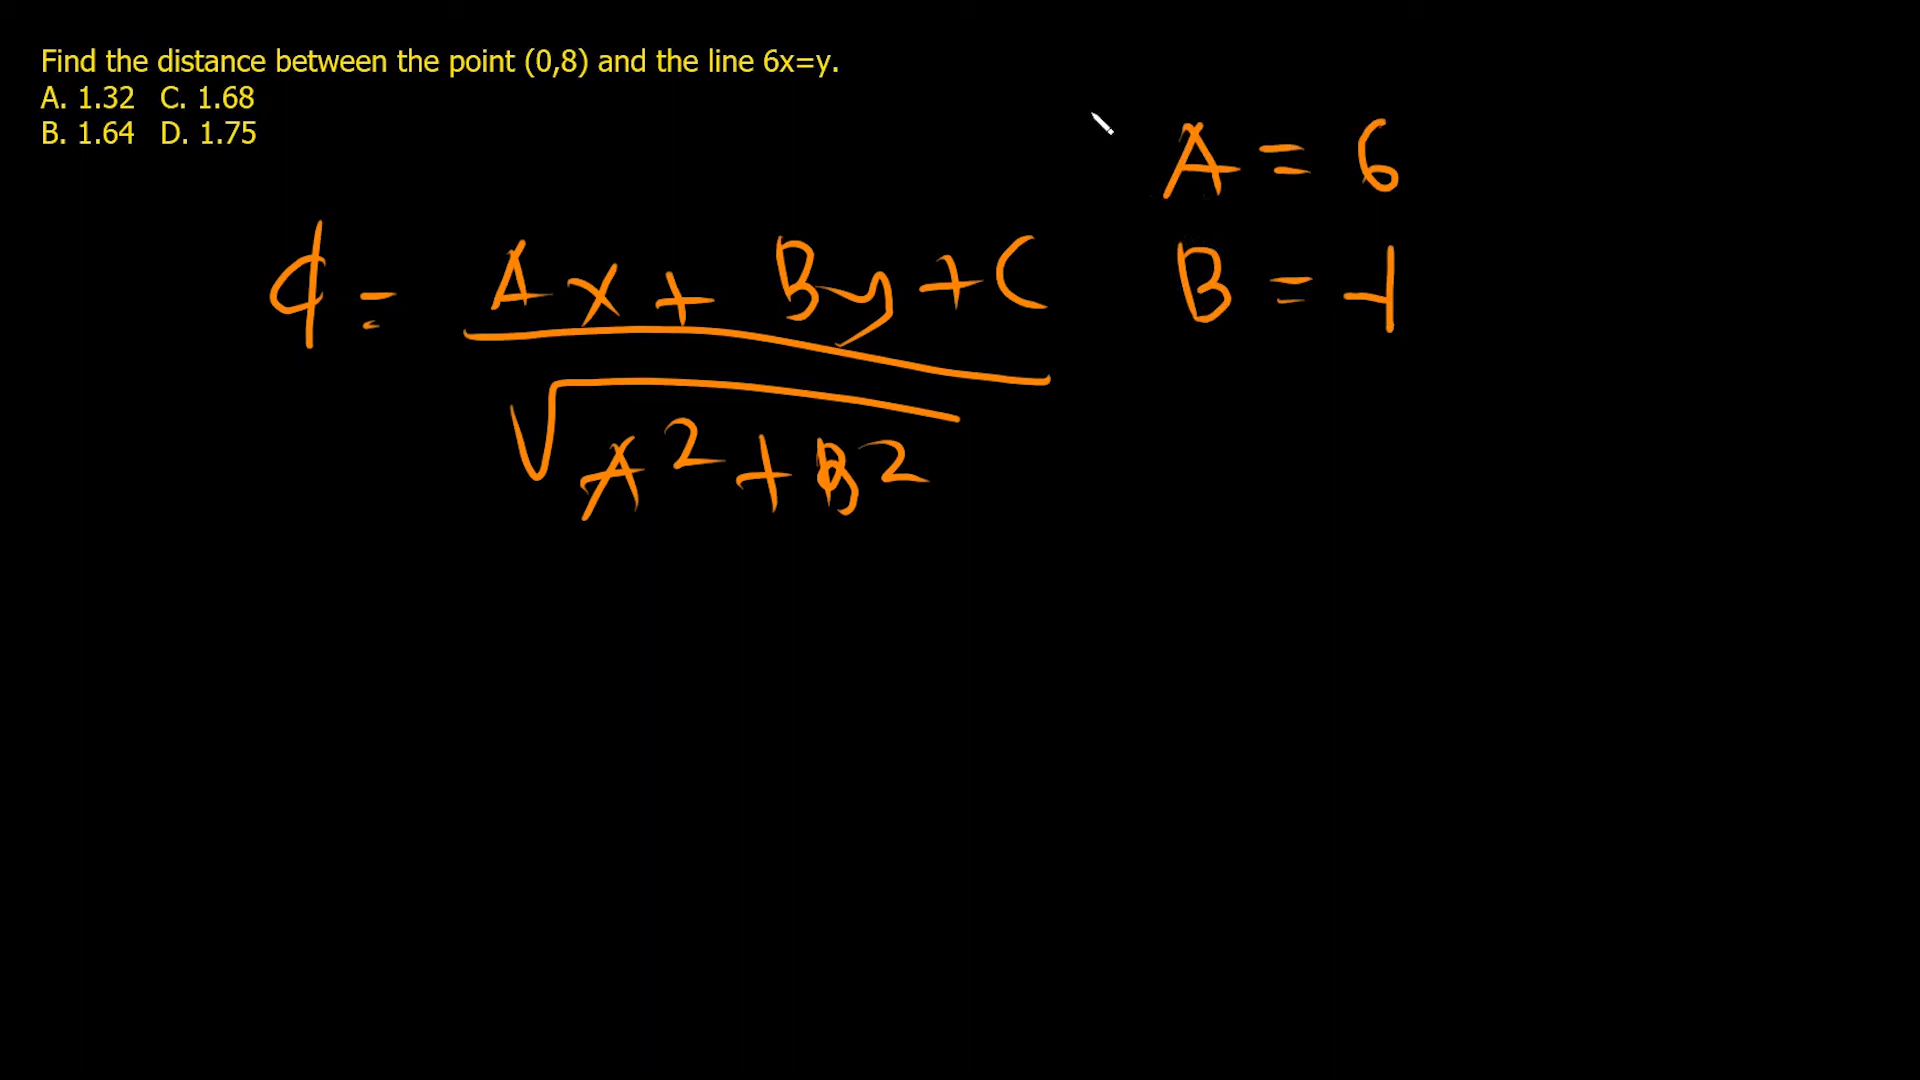 Find the distance between the point (0,8) and the line 6x=y.
A. 1.32 C. 1.68
B. 1.64 D. 1.75
A = 6
B = -1
d = Ax + By + C
√A² + B²